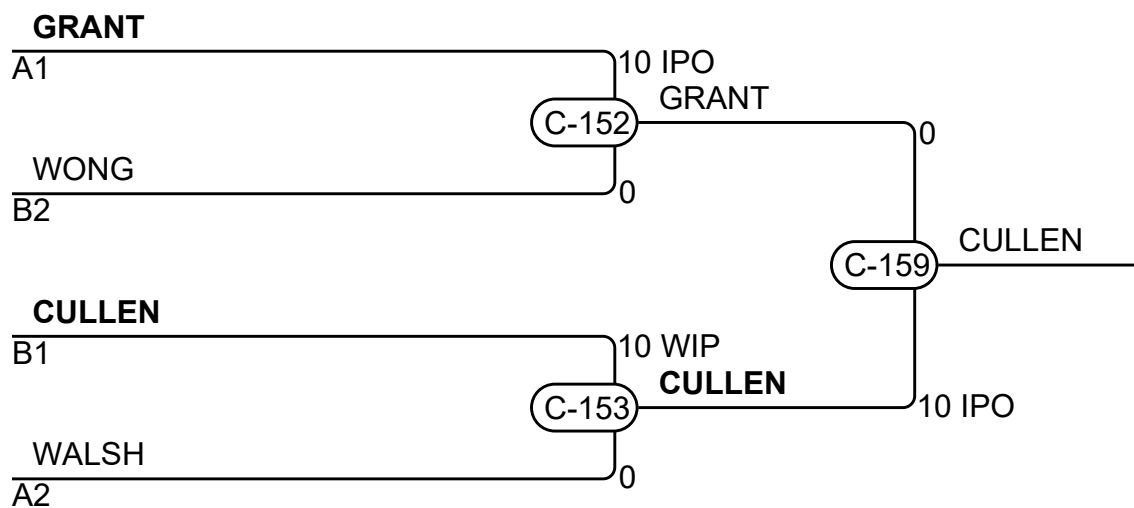 GRANT
A1
10 IPO
GRANT
C-152
0
WONG
0
B2
CULLEN
C-159
CULLEN
B1
10 WIP
CULLEN
C-153
10 IPO
WALSH
0
A2